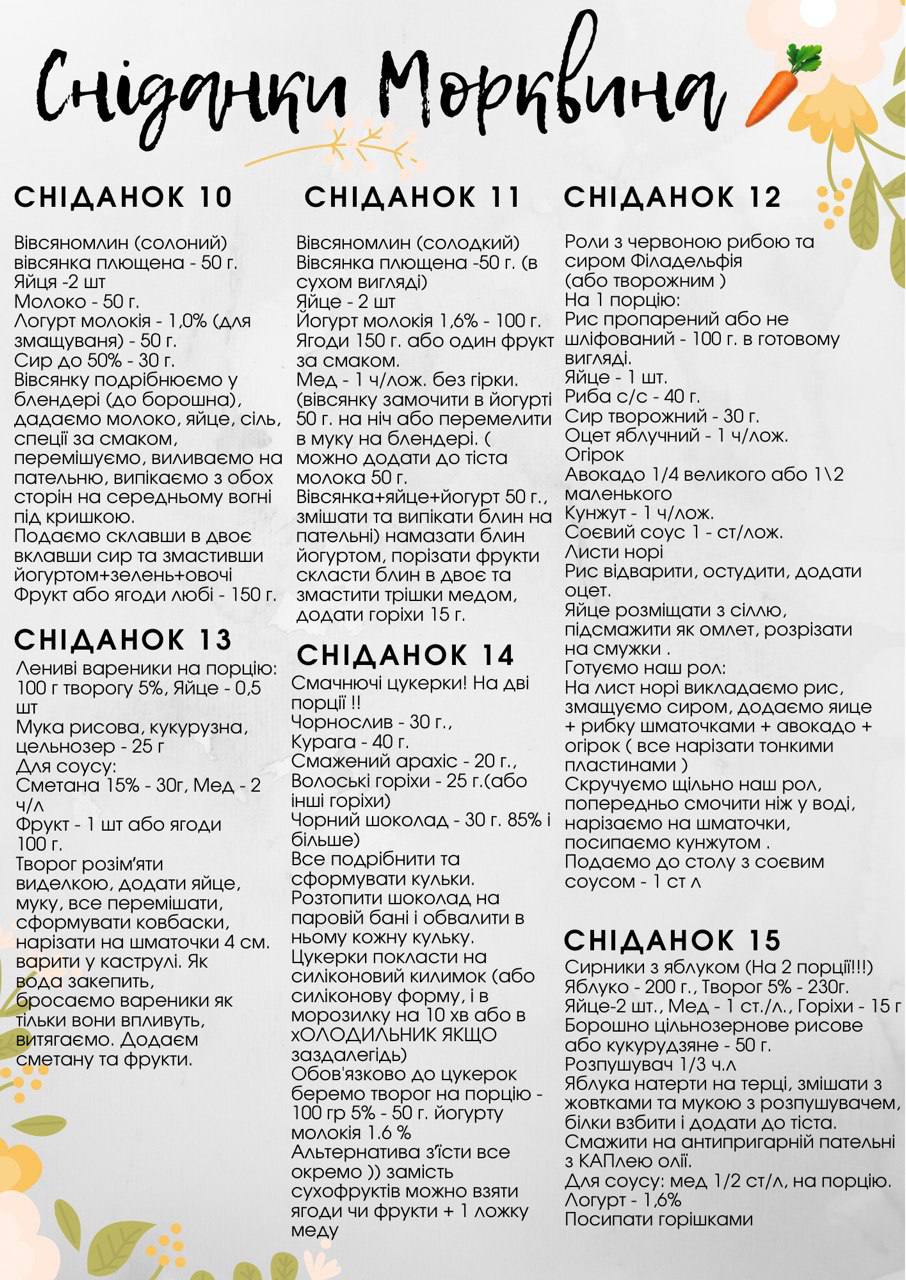 Сніданки Морквина
СНІДАНОК 10
Вівсяномлин (солоний)
вівсянка плющена - 50 г.
Яйця -2 шт
Молоко - 50 г.
Логурт молокія - 1,0% (для
змащуваня) - 50 г.
Сир до 50% - 30 г.
Вівсянку подрібнюємо у
блендері (до борошна),
дадаємо молоко, яйце, сіль,
спеції за смаком,
перемішуємо, виливаємо на
пательню, випікаємо з обох
сторін на середньому вогні
під кришкою.
Подаємо склавши в двоє
вклавши сир та змастивши
йогуртом+зелень+овочі
Фрукт або ягоди любі - 150 г.
СНІДАНОК 11
Вівсяномлин (солодкий)
Вівсянка плющена -50 г. (в
сухом вигляді)
Яйце - 2 шт
Йогурт молокія 1,6% - 100 г.
Ягоди 150 г. або один фрукт
за смаком.
Мед - 1 ч/лож. без гірки.
(вівсянку замочити в йогурті
50 г. на ніч або перемелити
в муку на блендері. (
можно додати до тіста
молока 50 г.
Вівсянка+яйце+йогурт 50 г.,
змішати та випікати блин на
пательні) намазати блин
йогуртом, порізати фрукти
скласти блин в двоє та
змастити трішки медом,
додати горіхи 15 г.
СНІДАНОК 12
Роли з червоною рибою та
сиром Філадельфія
(або творожним )
На 1 порцію:
Рис пропарений або не
шліфований - 100 г. в готовому
вигляді.
Яйце - 1 шт.
Риба с/с - 40 г.
Сир творожний - 30 г.
Оцет яблучний - 1 ч/лож.
Огірок
Авокадо 1/4 великого або 1\2
маленького
Кунжут - 1 ч/лож.
Соєвий соус 1 - ст/лож.
Листи норі
Рис відварити, остудити, додати
оцет.
Яйце розміщати з сіллю,
підсмажити як омлет, розрізати
на смужки .
Готуємо наш рол:
На лист норі викладаємо рис,
змащуємо сиром, додаємо яице
+ рибку шматочками + авокадо +
огірок ( все нарізати тонкими
пластинами )
Скручуємо щільно наш рол,
попередньо смочити ніж у воді,
нарізаємо на шматочки,
посипаємо кунжутом .
Подаємо до столу з соєвим
соусом - 1 ст л
СНІДАНОК 13
Лениві вареники на порцію:
100 г творогу 5%, Яйце - 0,5
шт
Мука рисова, кукурузна,
цельнозер - 25 г
Для соусу:
Сметана 15% - 30г, Мед - 2
ч/л
Фрукт - 1 шт або ягоди
100 г.
Творог розім'яти
виделкою, додати яйце,
муку, все перемішати,
сформувати ковбаски,
нарізати на шматочки 4 см.
варити у каструлі. Як
вода закепить,
бросаємо вареники як
тільки вони впливуть,
витягаємо. Додаєм
сметану та фрукти.
СНІДАНОК 14
Смачнючі цукерки! На дві
порції !!
Чорнослив - 30 г.,
Курага - 40 г.
Смажений арахіс - 20 г.,
Волоські горіхи - 25 г.(або
інші горіхи)
Чорний шоколад - 30 г. 85% і
більше)
Все подрібнити та
сформувати кульки.
Розтопити шоколад на
паровій бані і обвалити в
ньому кожну кульку.
Цукерки покласти на
силіконовий килимок (або
силіконову форму, і в
морозилку на 10 хв або в
хОЛОДИЛЬНИК ЯКЩО
заздалегідь)
Обов'язково до цукерок
беремо творог на порцію -
100 гр 5% - 50 г. йогурту
молокія 1.6 %
Альтернатива з'їсти все
окремо )) замість
сухофруктів можно взяти
ягоди чи фрукти + 1 ложку
меду
СНІДАНОК 15
Сирники з яблуком (На 2 порції!!!)
Яблуко - 200 г., Творог 5% - 230г.
Яйце-2 шт., Мед - 1 ст./л., Горіхи - 15 г
Борошно цільнозернове рисове
або кукурудзяне - 50 г.
Розпушувач 1/3 ч.л
Яблука натерти на терці, змішати з
жовтками та мукою з розпушувачем,
білки взбити і додати до тіста.
Смажити на антипригарній пательні
з КАПлею олії.
Для соусу: мед 1/2 ст/л, на порцію.
Логурт - 1,6%
Посипати горішками